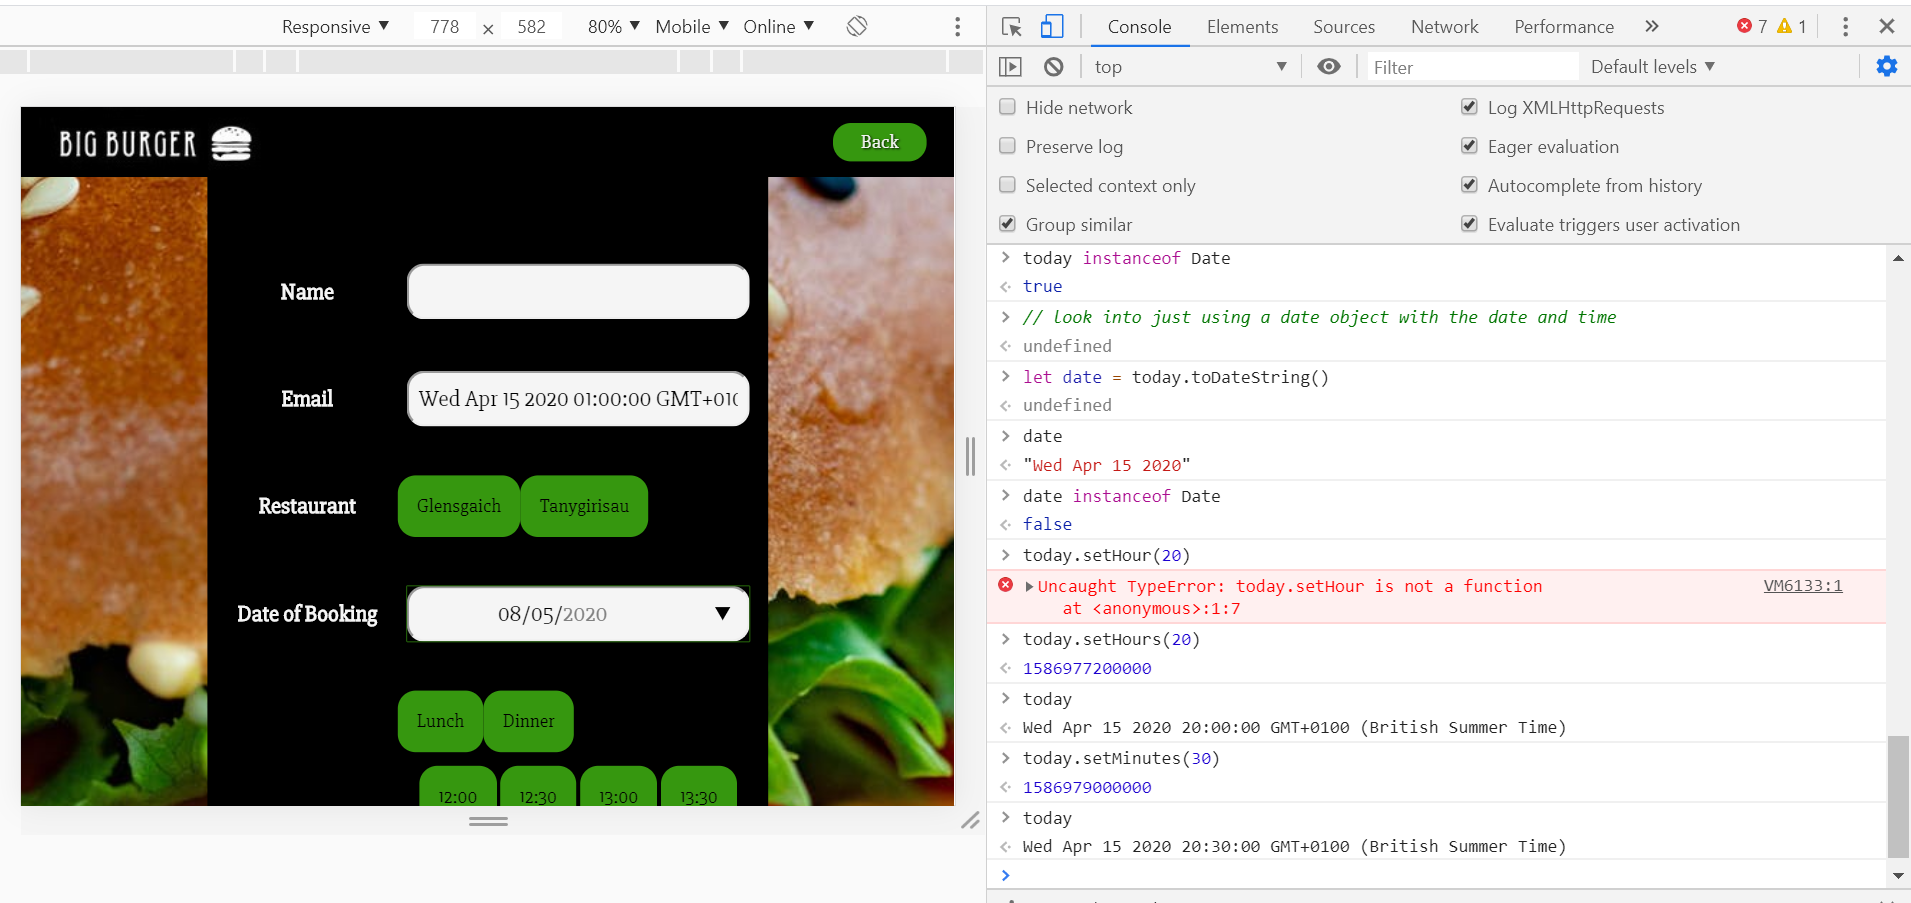 Responsive ▼ 778 × 582 80% ▼ Mobile ▼ Online ▼
BIG BURGER
Back
Name
Email
Wed Apr 15 2020 01:00:00 GMT+010
Restaurant
Glensgaich
Tanygirisau
Date of Booking
08/05/2020
Lunch
Dinner
12:00
12:30
13:00
13:30
Console Elements Sources Network Performance » 7 1
top ▼ Filter Default levels ▼
Hide network
Log XMLHttpRequests
Preserve log
Eager evaluation
Selected context only
Autocomplete from history
Group similar
Evaluate triggers user activation
> today instanceof Date
true
> // look into just using a date object with the date and time
undefined
> let date = today.toDateString()
undefined
> date
"Wed Apr 15 2020"
> date instanceof Date
false
> today.setHour(20)
Uncaught TypeError: today.setHour is not a function VM6133:1
at <anonymous>:1:7
> today.setHours(20)
1586977200000
> today
Wed Apr 15 2020 20:00:00 GMT+0100 (British Summer Time)
> today.setMinutes(30)
1586979000000
> today
Wed Apr 15 2020 20:30:00 GMT+0100 (British Summer Time)
>